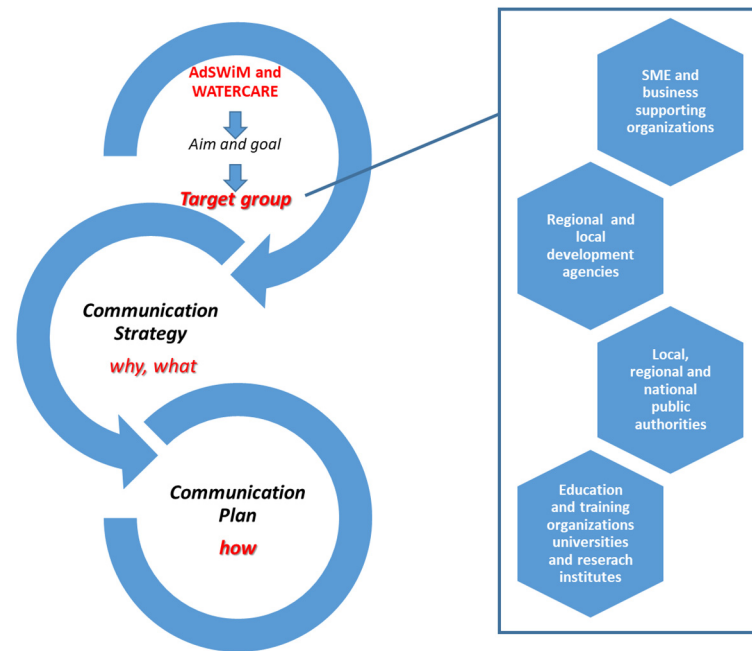 AdSWiM and
WATERCARE
Aim and goal
Target group
Communication
Strategy
why, what
Communication
Plan
how
SME and
business
supporting
organizations
Regional and
local
development
agencies
Local,
regional and
national
public
authorities
Education
and training
organizations
universities
and reserach
institutes